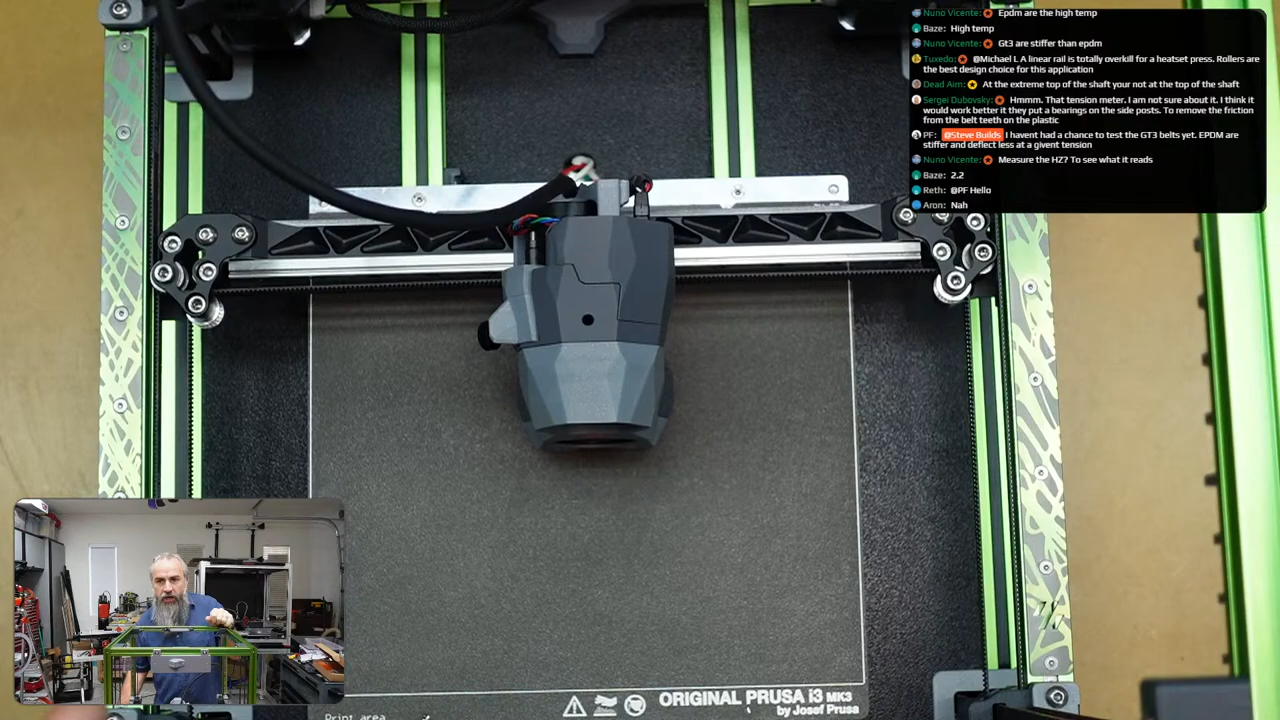 Nuno Vicente: Epdm are the high temp
Baze: High temp
Nuno Vicente: Gt3 are stiffer than epdm
Tuxedo: @Michael L A linear rail is totally overkill for a heatset press. Rollers are
the best design choice for this application
Dead Aim: At the extreme top of the shaft your not at the top of the shaft
Sergei Dubovsky: Hmmm. That tension meter. I am not sure about it. I think it
would work better it they put a bearings on the side posts. To remove the friction
from the belt teeth on the plastic
PF: @Steve Builds I havent had a chance to test the GT3 belts yet. EPDM are
stiffer and deflect less at a givent tension
Nuno Vicente: Measure the HZ? To see what it reads
Baze: 2.2
Reth: @PF Hello
Aron: Nah
ORIGINAL PRUSA i3 MK3
by Josef Prusa
Print area